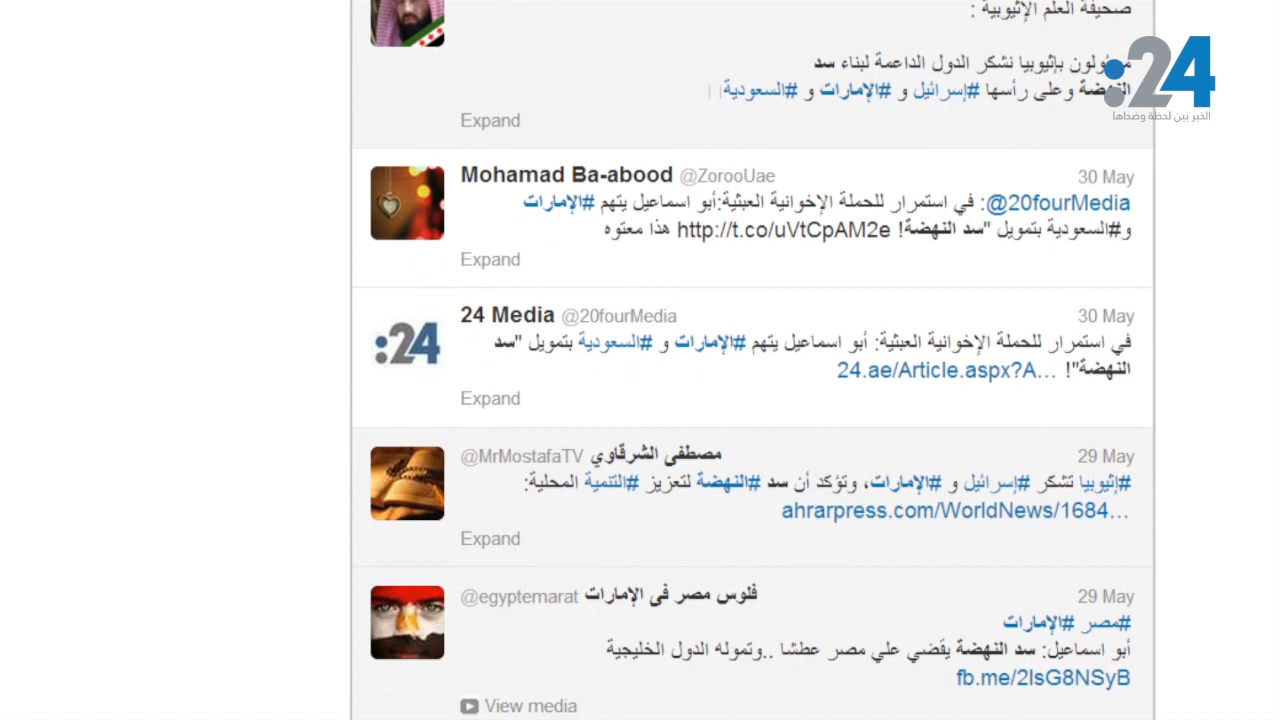 صحيفة العلم الإثيوبية :
:24
الخبر بين لحظة وضحاها
بإثيوبيا نشكر الدول الداعمة لبناء سد
النهضة وعلى رأسها #إسرائيل و #الإمارات و #السعودية
Expand
Mohamad Ba-abood @ZorooUae 30 May
@20fourMedia: في استمرار للحملة الإخوانية العبثية:أبو اسماعيل يتهم #الإمارات
و#السعودية بتمويل "سد النهضة! http://t.co/uVtCpAM2e هذا معتوه
Expand
24 Media @20fourMedia 30 May
:24
في استمرار للحملة الإخوانية العبثية: أبو اسماعيل يتهم #الإمارات و #السعودية بتمويل "سد
النهضة"! 24.ae/Article.aspx?A...
Expand
مصطفى الشرقاوي @MrMostafaTV 29 May
#إثيوبيا تشكر #إسرائيل و #الإمارات، وتؤكد أن سد #النهضة لتعزيز #التنمية المحلية:
ahrarpress.com/WorldNews/1684...
Expand
فلوس مصر فى الإمارات @egyptemarat 29 May
#مصر #الإمارات
أبو اسماعيل: سد النهضة يقضي علي مصر عطشا ..وتموله الدول الخليجية
fb.me/2lsG8NSyB
View media